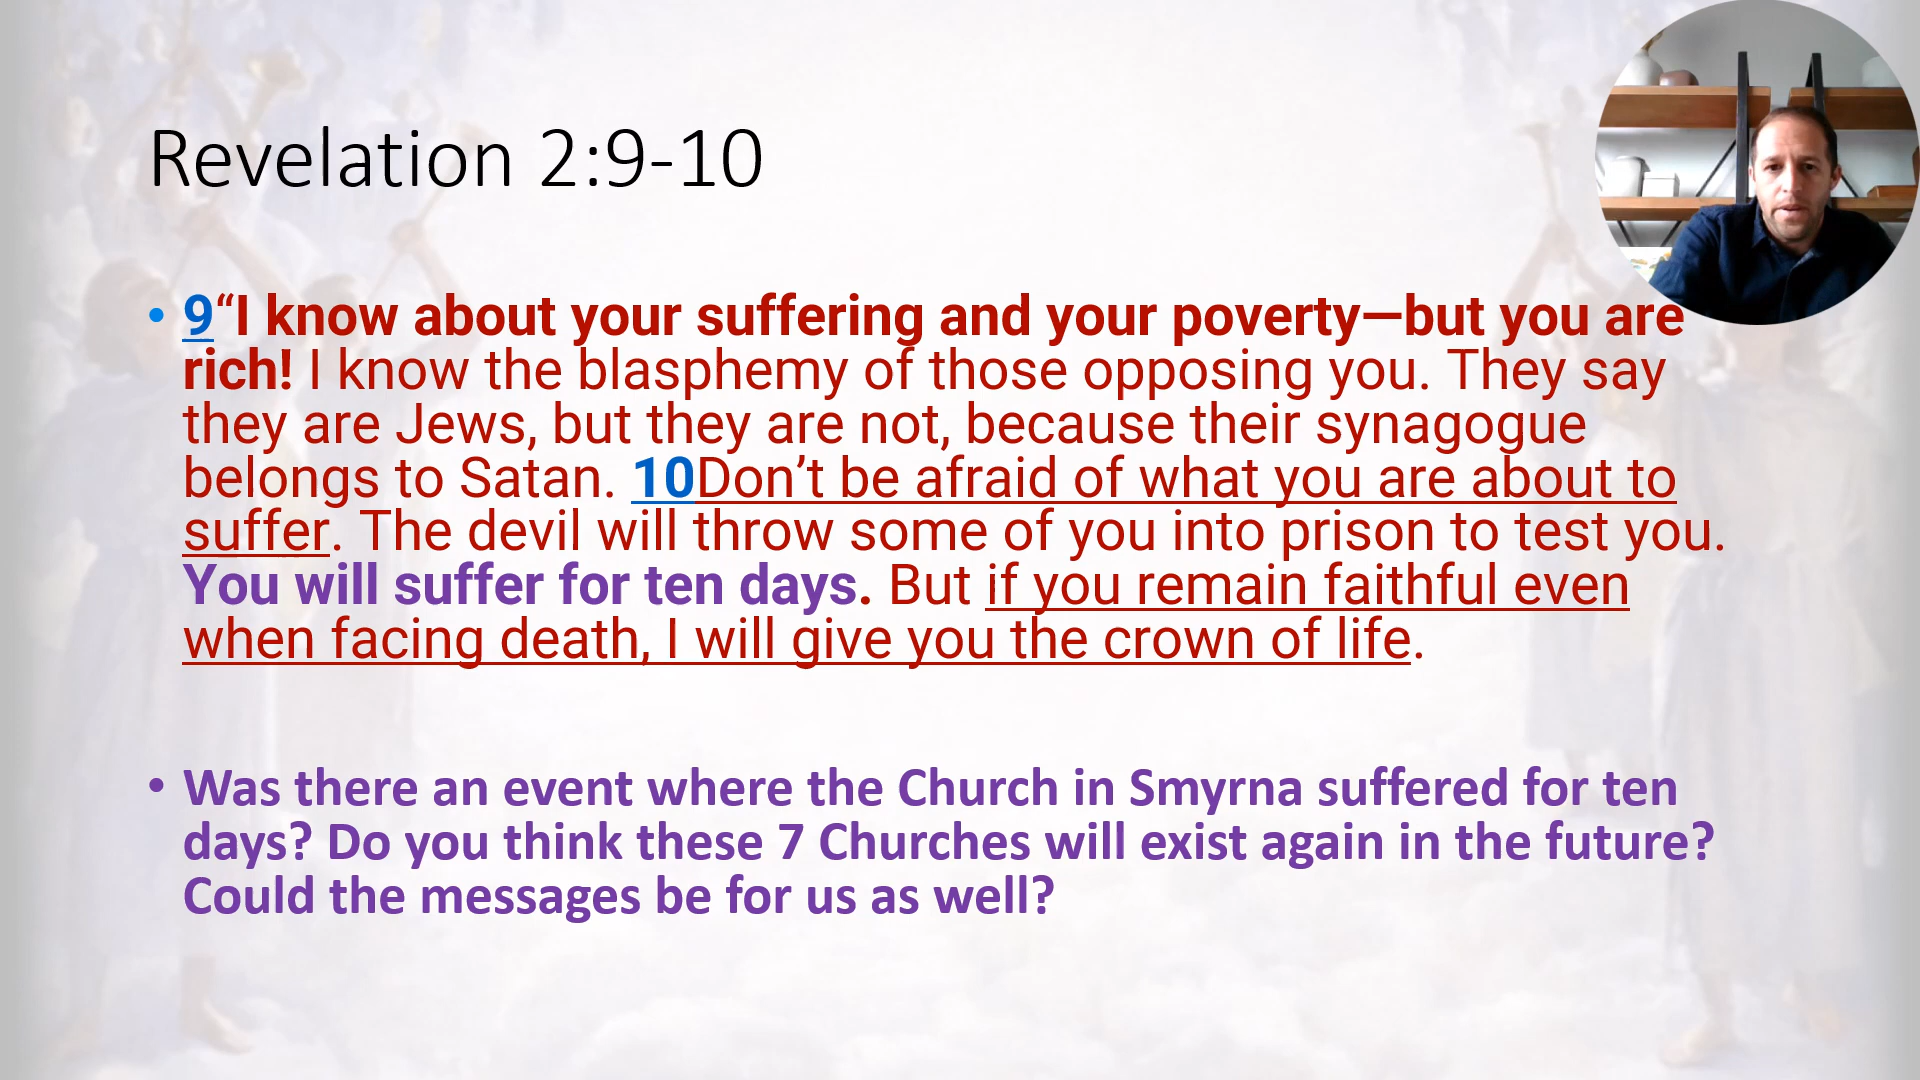 Revelation 2:9-10
• 9“I know about your suffering and your poverty—but you are
rich! I know the blasphemy of those opposing you. They say
they are Jews, but they are not, because their synagogue
belongs to Satan. 10Don’t be afraid of what you are about to
suffer. The devil will throw some of you into prison to test you.
You will suffer for ten days. But if you remain faithful even
when facing death, I will give you the crown of life.
• Was there an event where the Church in Smyrna suffered for ten
days? Do you think these 7 Churches will exist again in the future?
Could the messages be for us as well?